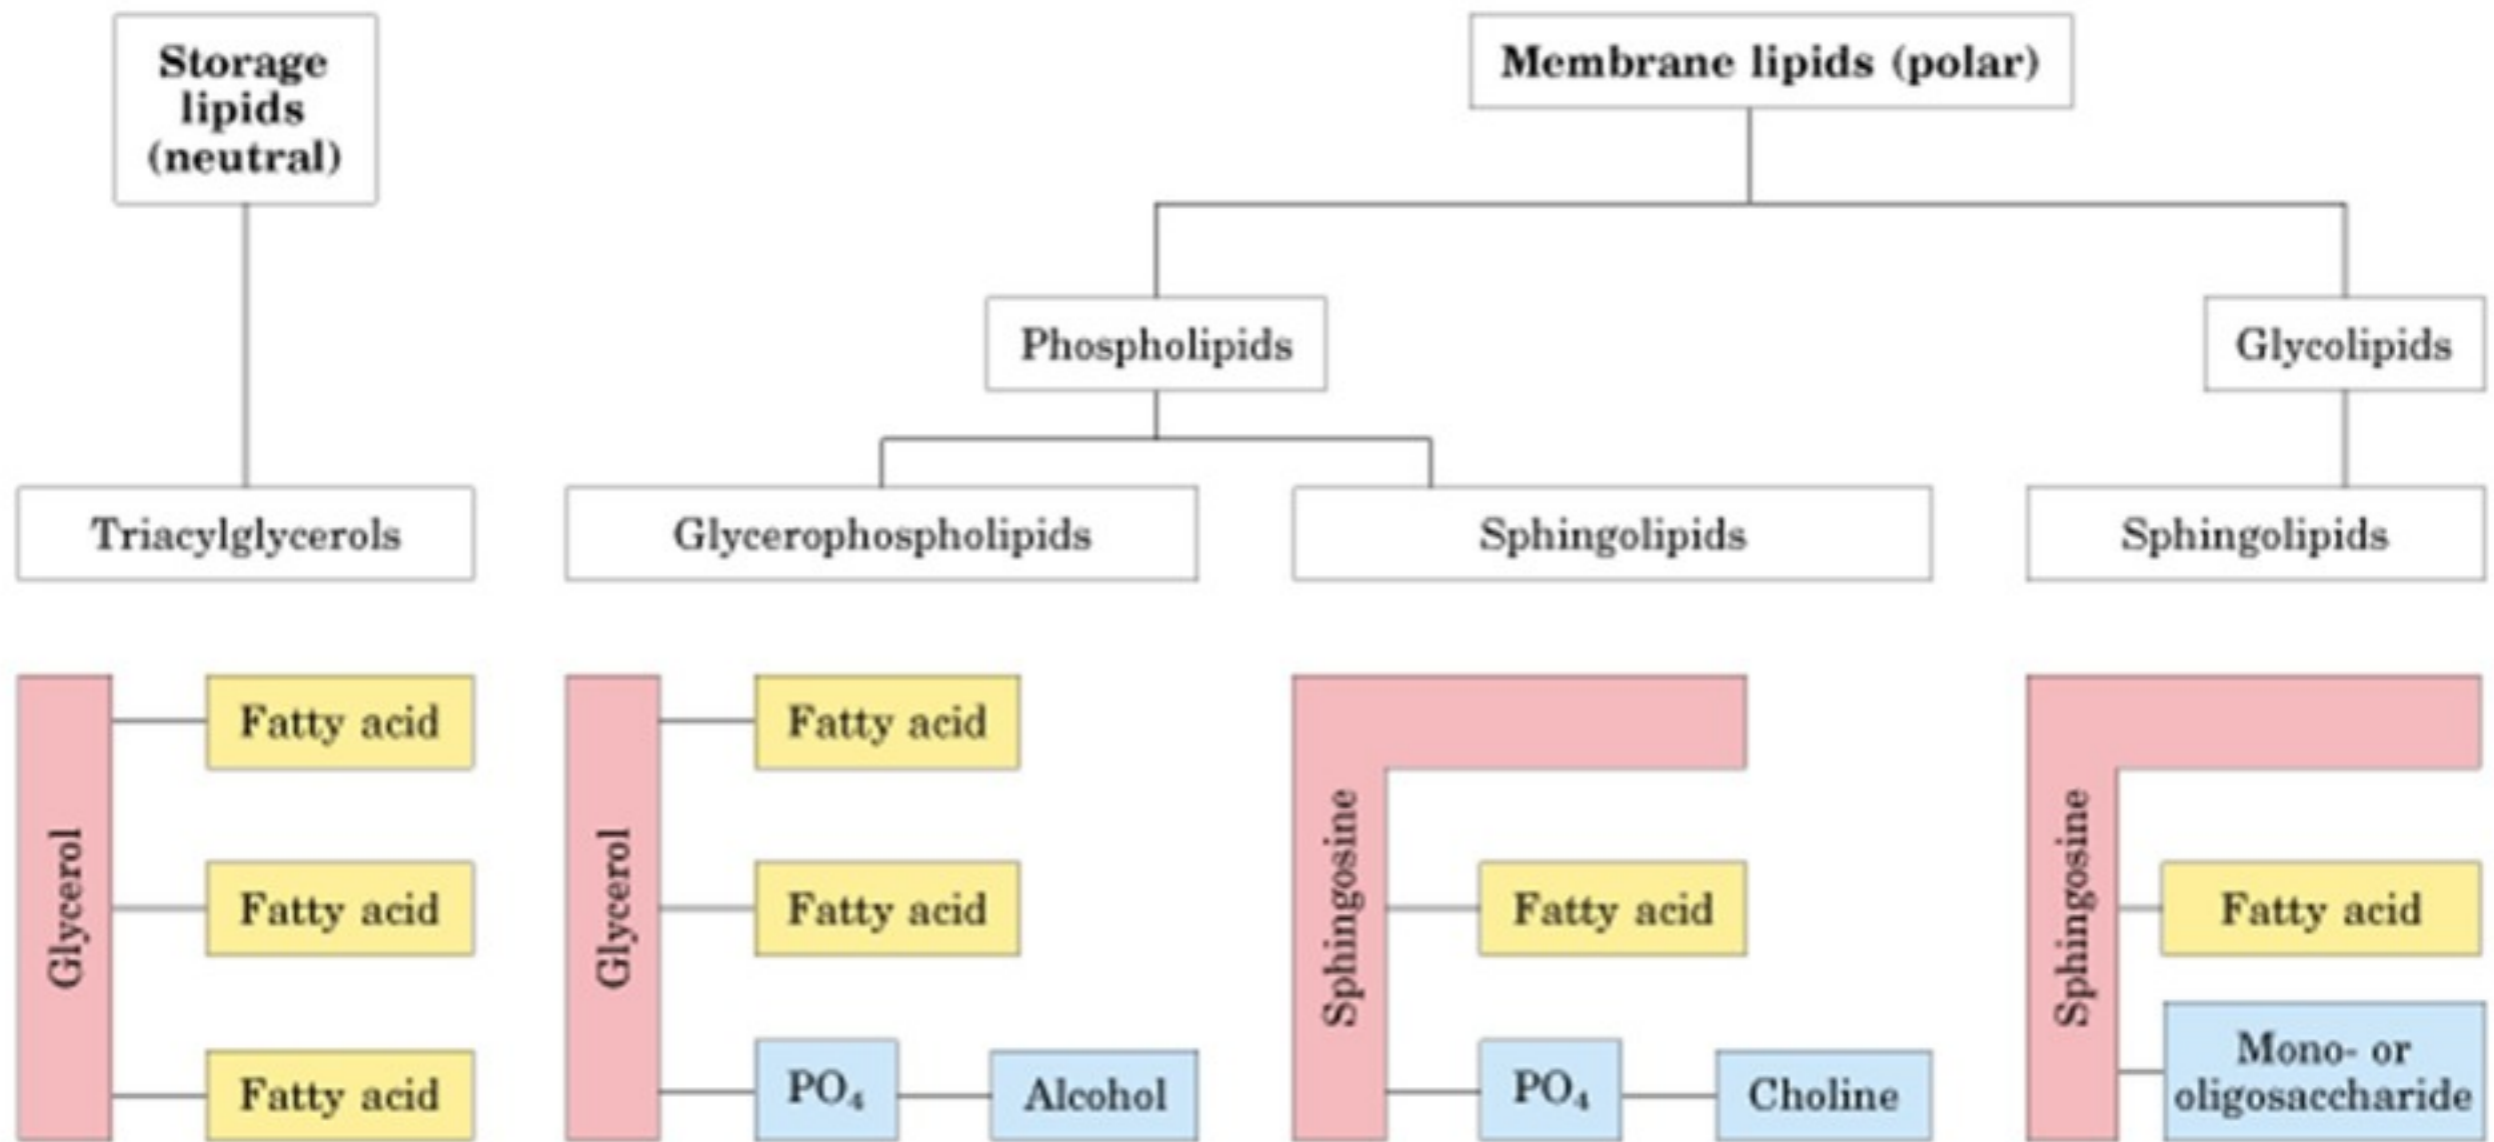 Storage
lipids
(neutral)
Membrane lipids (polar)
Phospholipids
Glycolipids
Triacylglycerols
Glycerophospholipids
Sphingolipids
Sphingolipids
Glycerol
Fatty acid
Fatty acid
Fatty acid
Glycerol
Fatty acid
Fatty acid
PO₄
Alcohol
Sphingosine
Fatty acid
PO₄
Choline
Sphingosine
Fatty acid
Mono- or
oligosaccharide